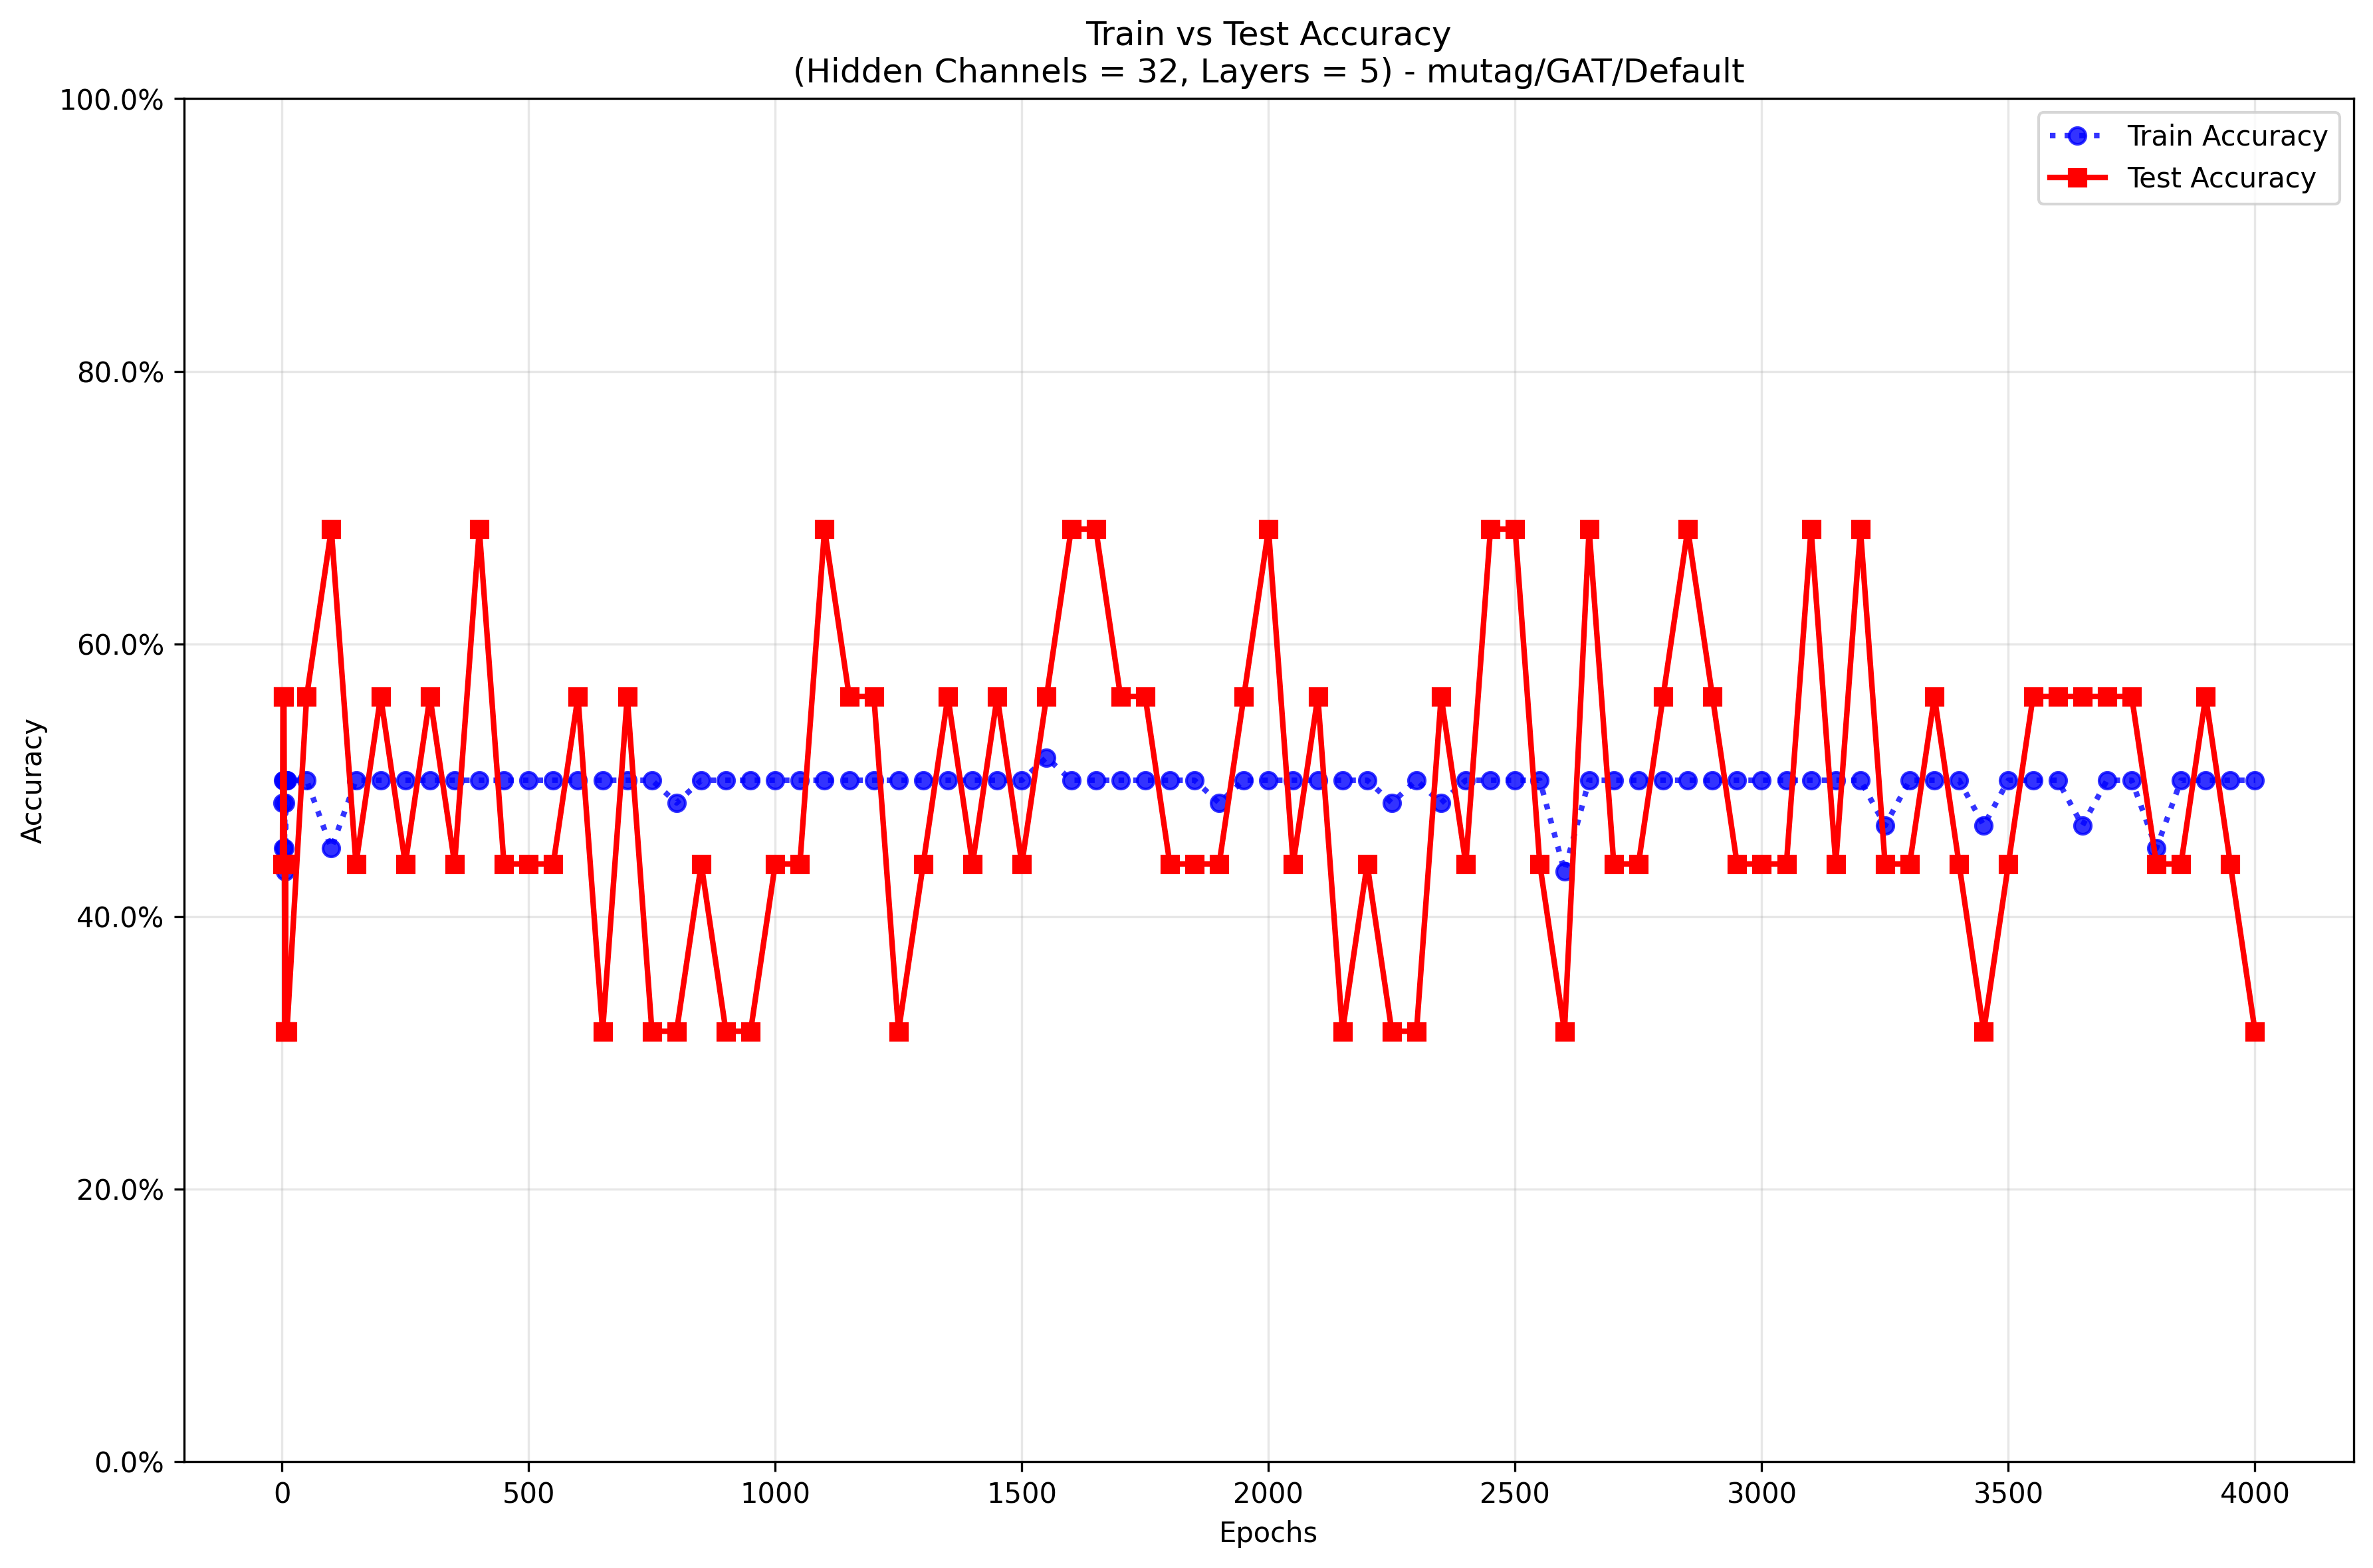 Train vs Test Accuracy
(Hidden Channels = 32, Layers = 5) - mutag/GAT/Default
100.0%
80.0%
60.0%
40.0%
20.0%
0.0%
Accuracy
Train Accuracy
Test Accuracy
0 500 1000 1500 2000 2500 3000 3500 4000
Epochs